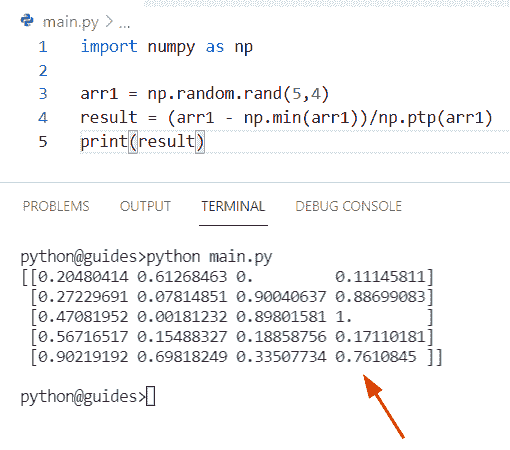 main.py > ...
1 import numpy as np
2
3 arr1 = np.random.rand(5,4)
4 result = (arr1 - np.min(arr1))/np.ptp(arr1)
5 print(result)
PROBLEMS OUTPUT TERMINAL DEBUG CONSOLE
python@guides>python main.py
[[0.20480414 0.61268463 0.         0.11145811]
 [0.27229691 0.07814851 0.90040637 0.88699083]
 [0.47081952 0.00181232 0.89801581 1.        ]
 [0.56716517 0.15488327 0.18858756 0.17110181]
 [0.90219192 0.69818249 0.33507734 0.7610845 ]]
python@guides>